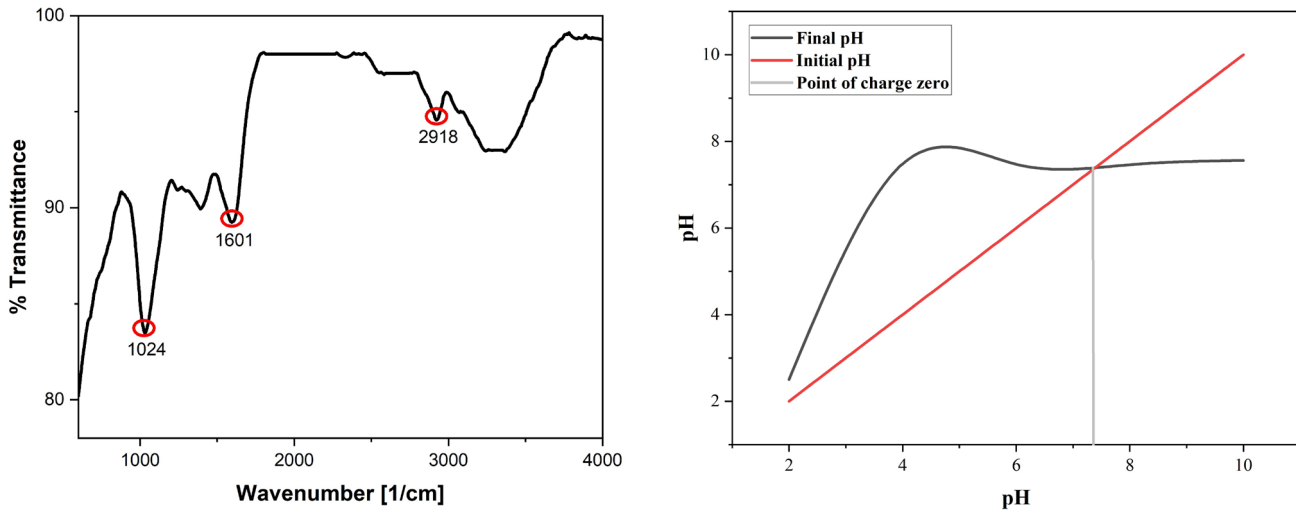 100
90
80
% Transmittance
1024
1601
2918
1000
2000
3000
4000
Wavenumber [1/cm]
Final pH
Initial pH
Point of charge zero
10
8
6
4
2
pH
2
4
6
8
10
pH